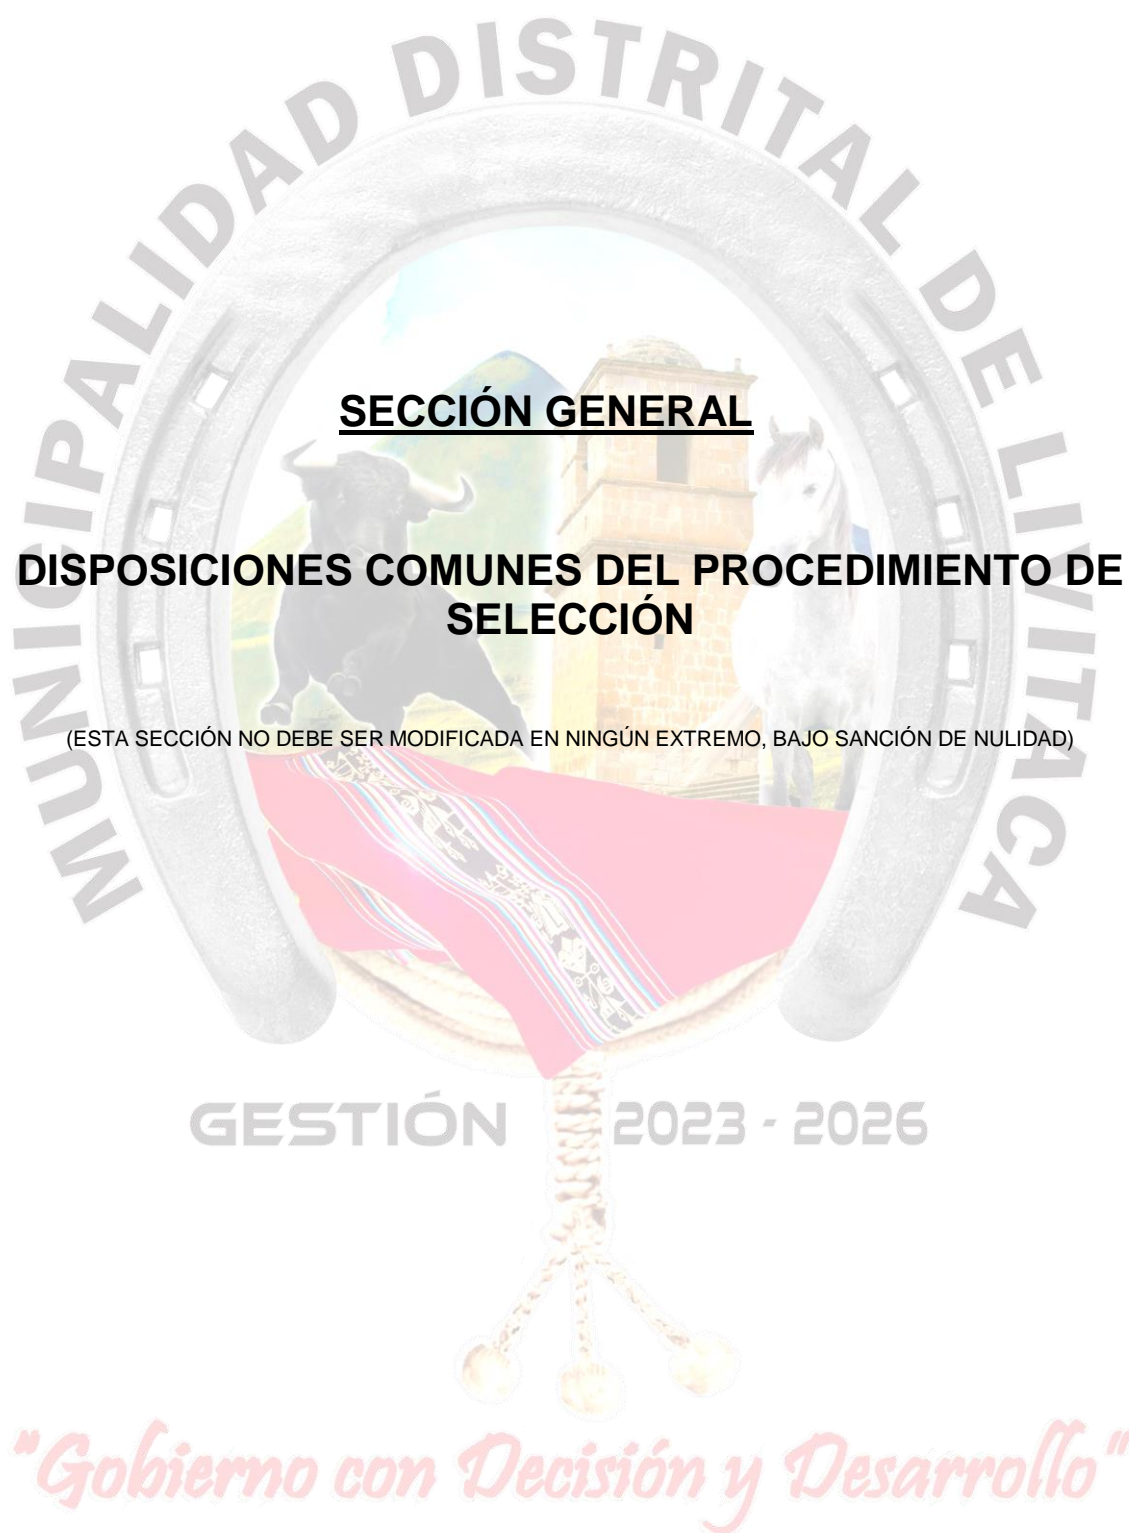 MUNICIPALIDAD DISTRITAL DE LIVITACA
SECCIÓN GENERAL
DISPOSICIONES COMUNES DEL PROCEDIMIENTO DE
SELECCIÓN
(ESTA SECCIÓN NO DEBE SER MODIFICADA EN NINGÚN EXTREMO, BAJO SANCIÓN DE NULIDAD)
GESTIÓN 2023 - 2026
"Gobierno con Decisión y Desarrollo"